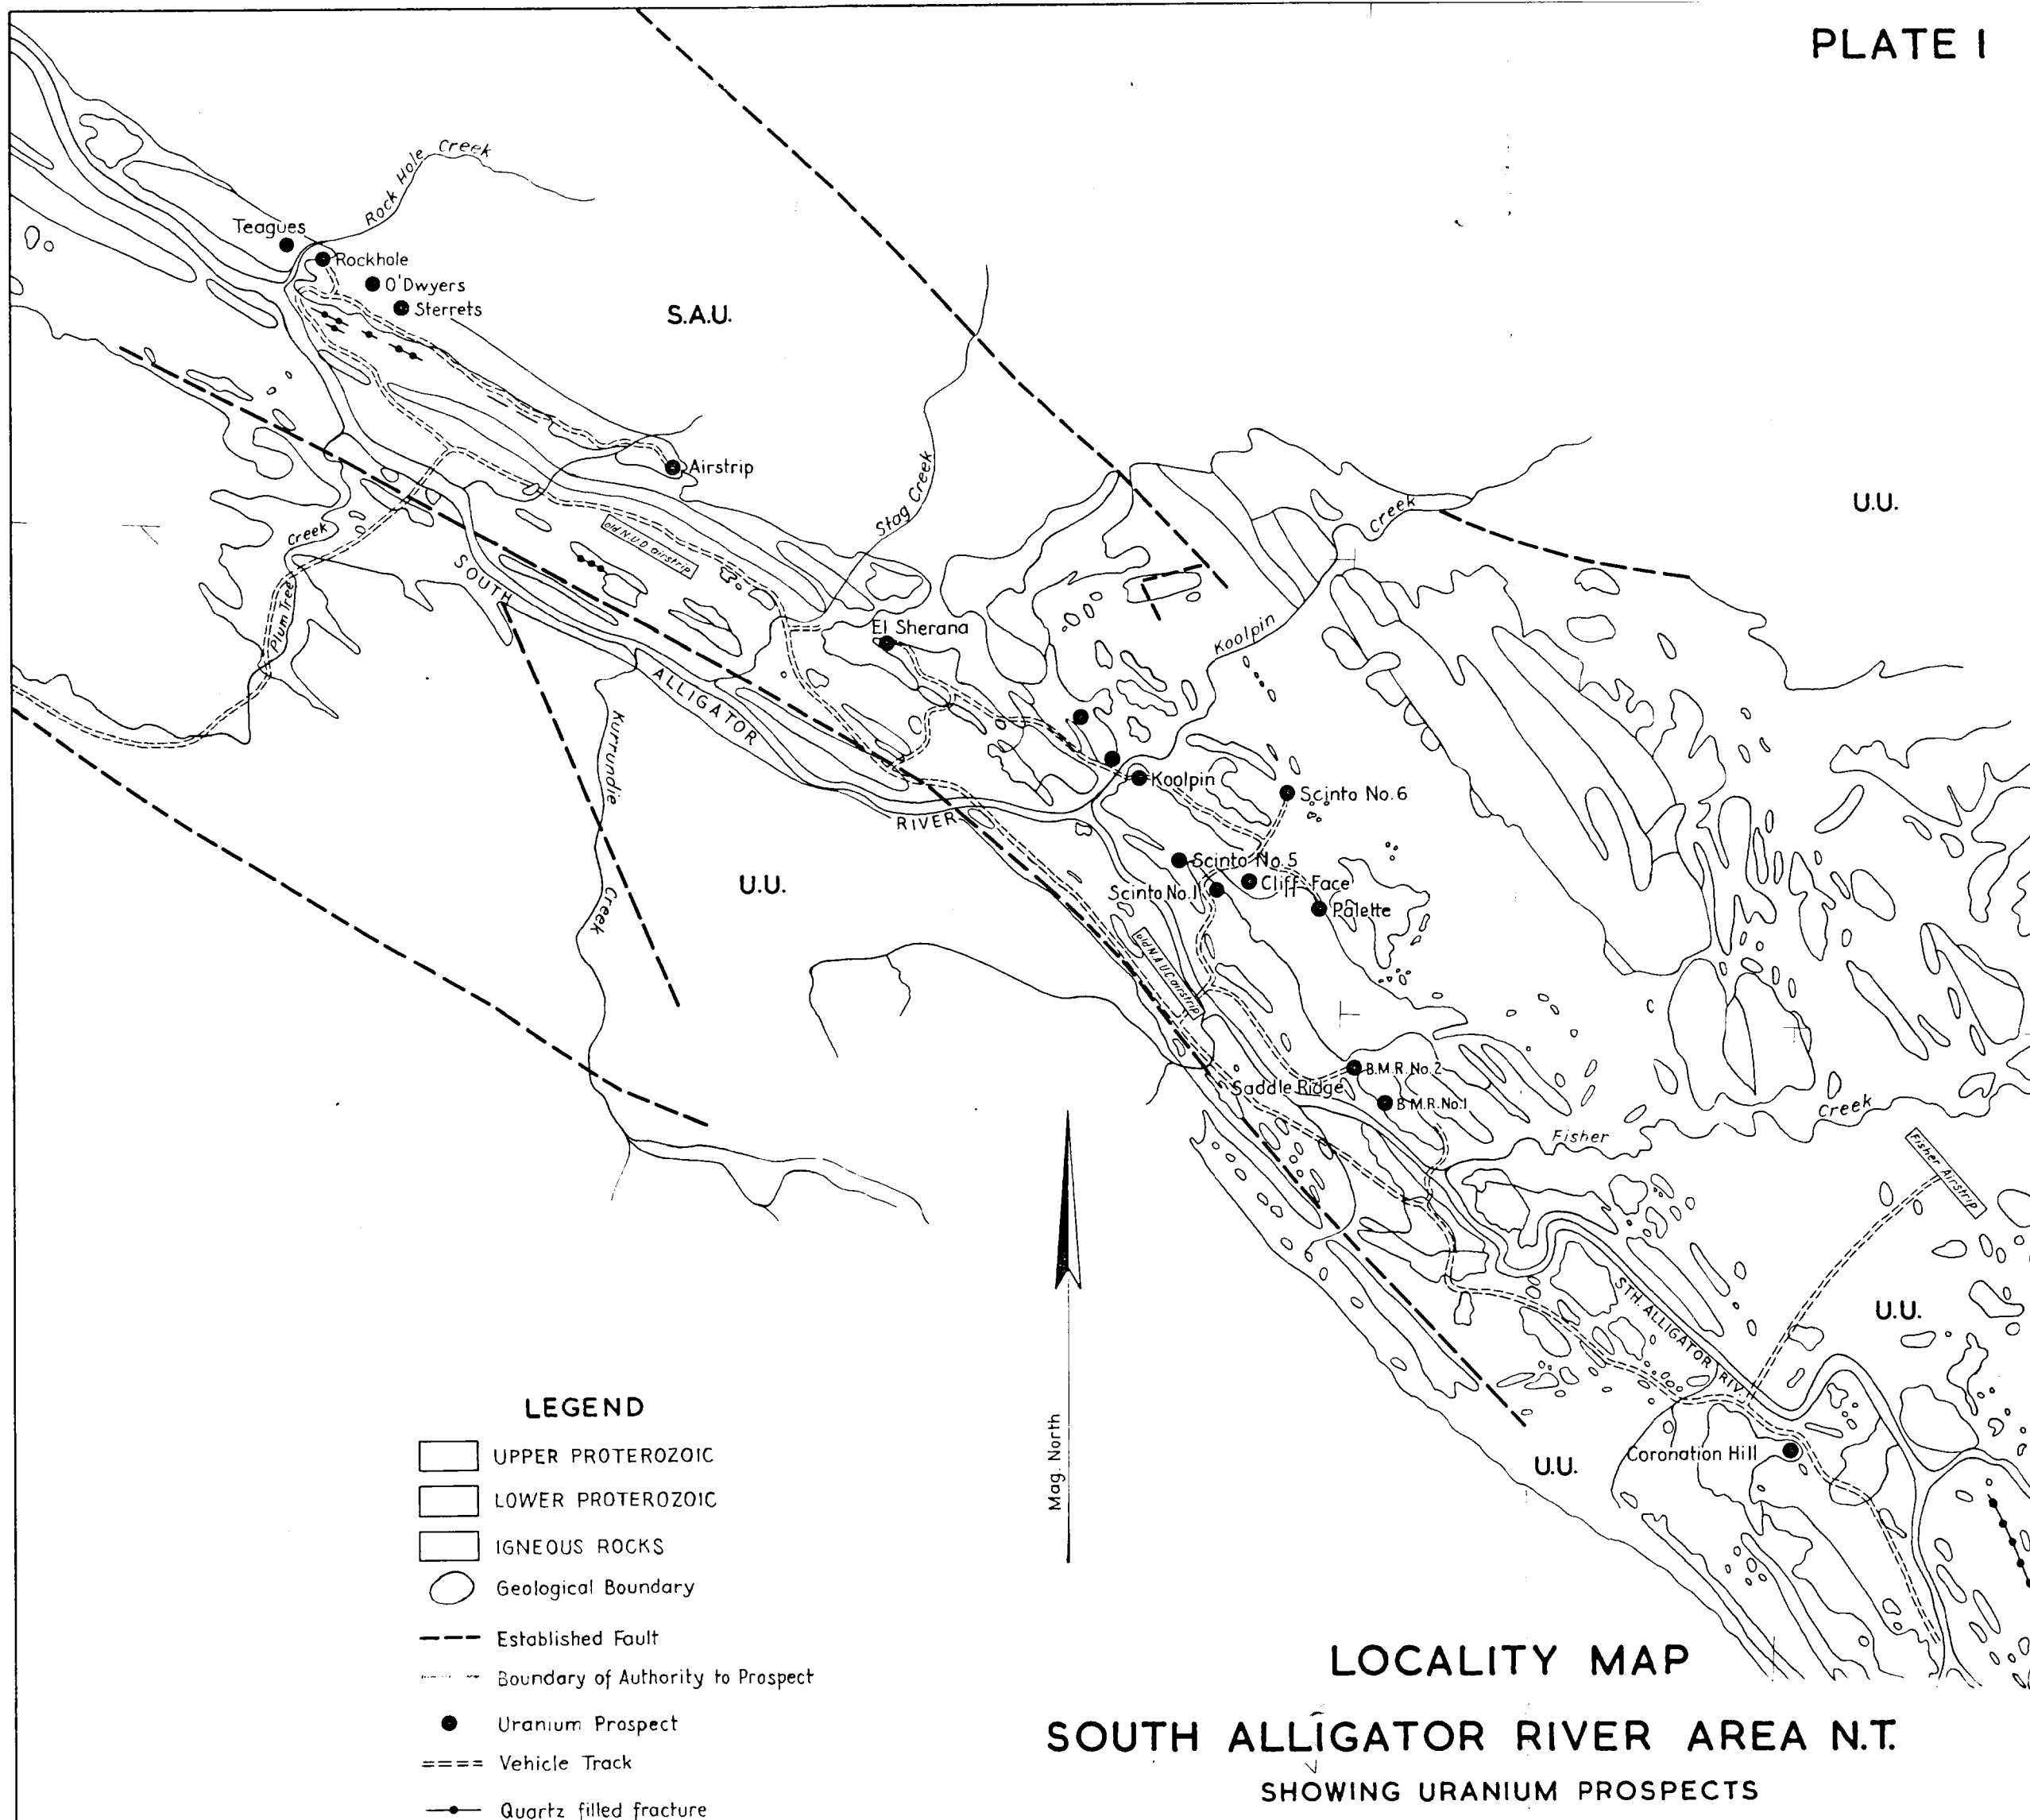 PLATE I
Rock Hole Creek
Teagues
Rockhole
O'Dwyers
Sterrets
S.A.U.
Airstrip
Stag Creek
U.U.
Creek
Koolpin
old N.U.D airstrip
Creek
Plum Tree
SOUTH
ALLIGATOR
RIVER
El Sherana
Kurrundie
Creek
Koolpin
Scinto No. 6
Scinto No. 5
Scinto No. 1
Cliff Face
Palette
U.U.
old N.A.U.C airstrip
Saddle Ridge
B.M.R. No. 2
B.M.R. No. 1
Fisher
Creek
Fisher Airstrip
STH. ALLIGATOR RIV.
U.U.
U.U.
Coronation Hill
Mag. North
LEGEND
UPPER PROTEROZOIC
LOWER PROTEROZOIC
IGNEOUS ROCKS
Geological Boundary
Established Fault
Boundary of Authority to Prospect
Uranium Prospect
Vehicle Track
Quartz filled fracture
LOCALITY MAP
SOUTH ALLIGATOR RIVER AREA N.T.
SHOWING URANIUM PROSPECTS